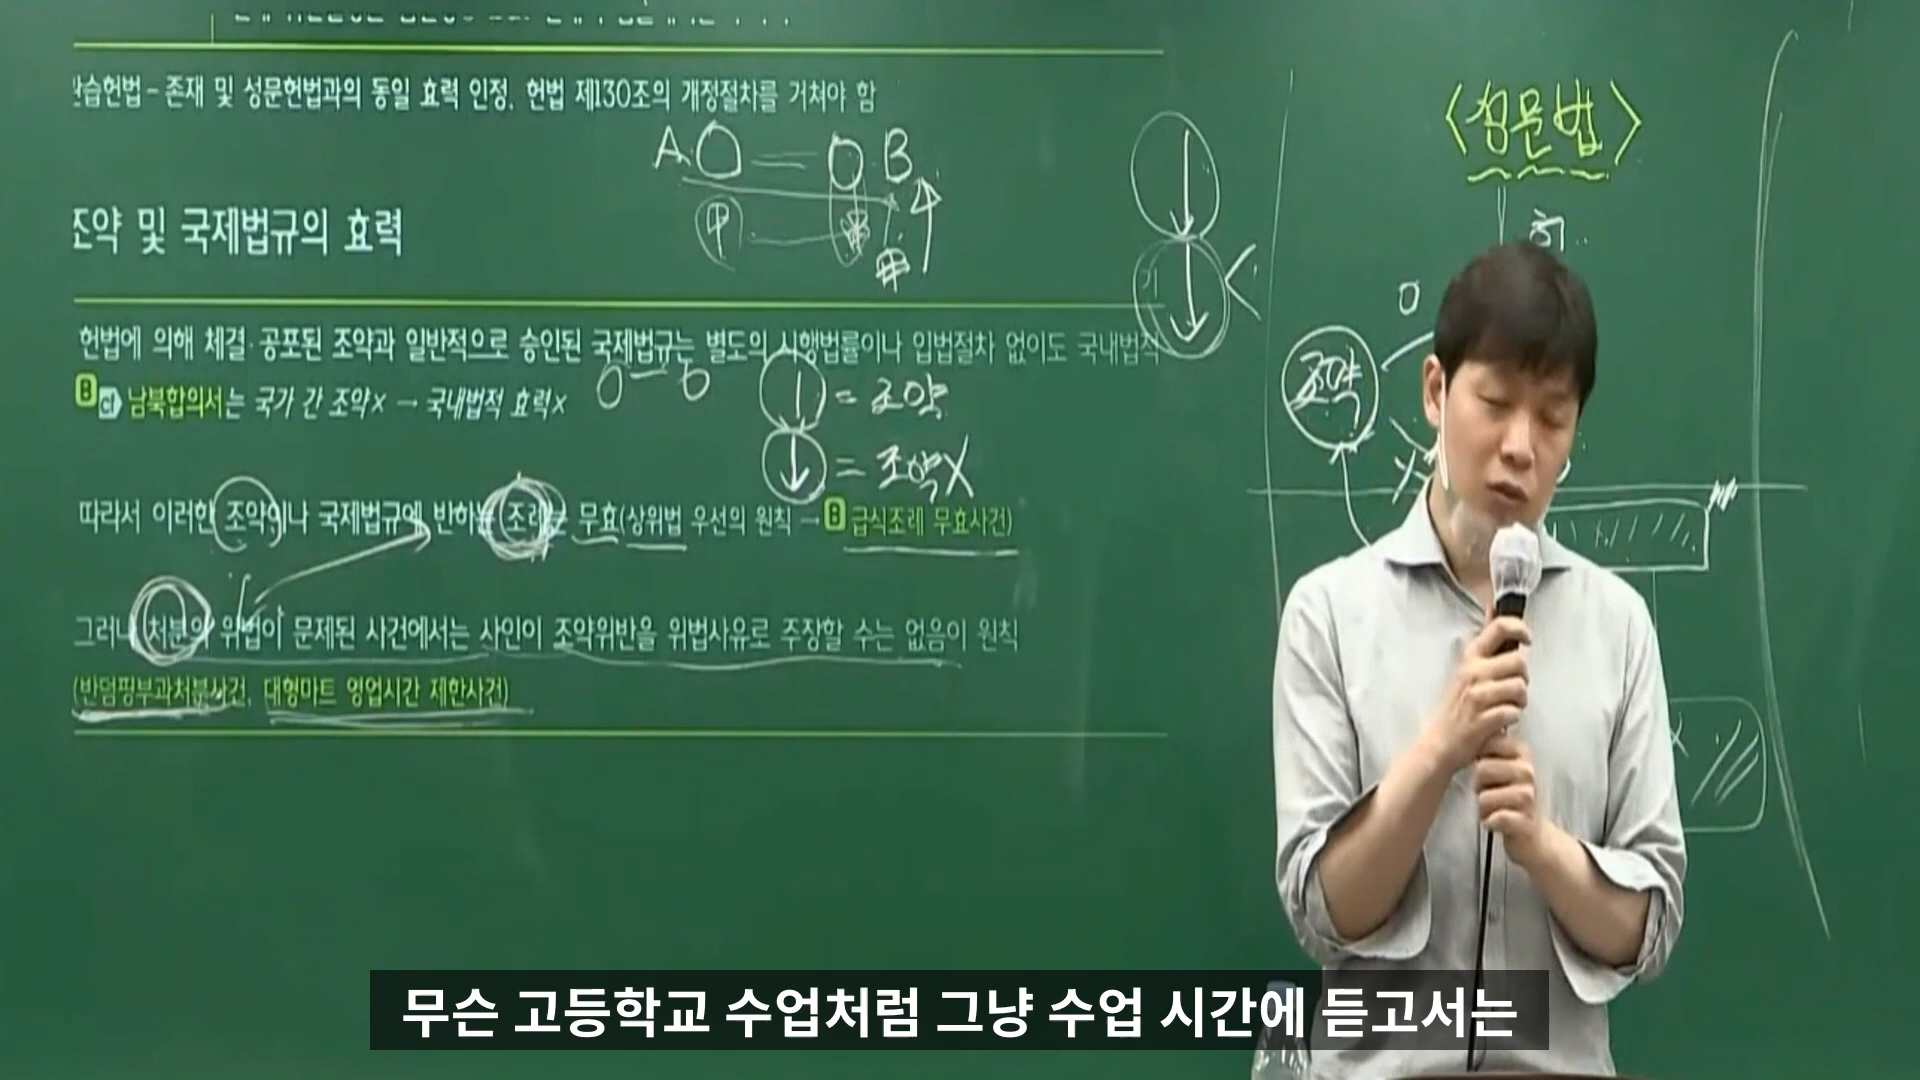 관습헌법 - 존재 및 성문헌법과의 동일 효력 인정, 헌법 제130조의 개정절차를 거쳐야 함
A O = O B
甲
조약 및 국제법규의 효력
헌법에 의해 체결·공포된 조약과 일반적으로 승인된 국제법규는 별도의 시행법률이나 입법절차 없이도 국내법적
B cf 남북합의서는 국가 간 조약x → 국내법적 효력x
= 조약
= 조약X
따라서 이러한 조약이나 국제법규에 반하는 조례는 무효(상위법 우선의 원칙 → B 급식조례 무효사건)
그러나 처분의 위법이 문제된 사건에서는 사인이 조약위반을 위법사유로 주장할 수는 없음이 원칙
(반덤핑부과처분사건, 대형마트 영업시간 제한사건)
<성문법>
헌
조약
무슨 고등학교 수업처럼 그냥 수업 시간에 듣고서는